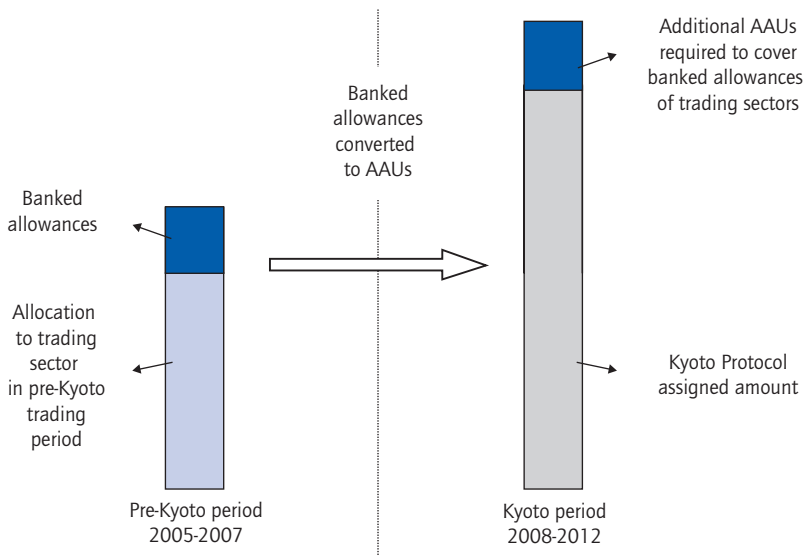 Banked
allowances
Allocation
to trading
sector
in pre-Kyoto
trading
period
Pre-Kyoto period
2005-2007
Banked
allowances
converted
to AAUs
Additional AAUs
required to cover
banked allowances
of trading sectors
Kyoto Protocol
assigned amount
Kyoto period
2008-2012